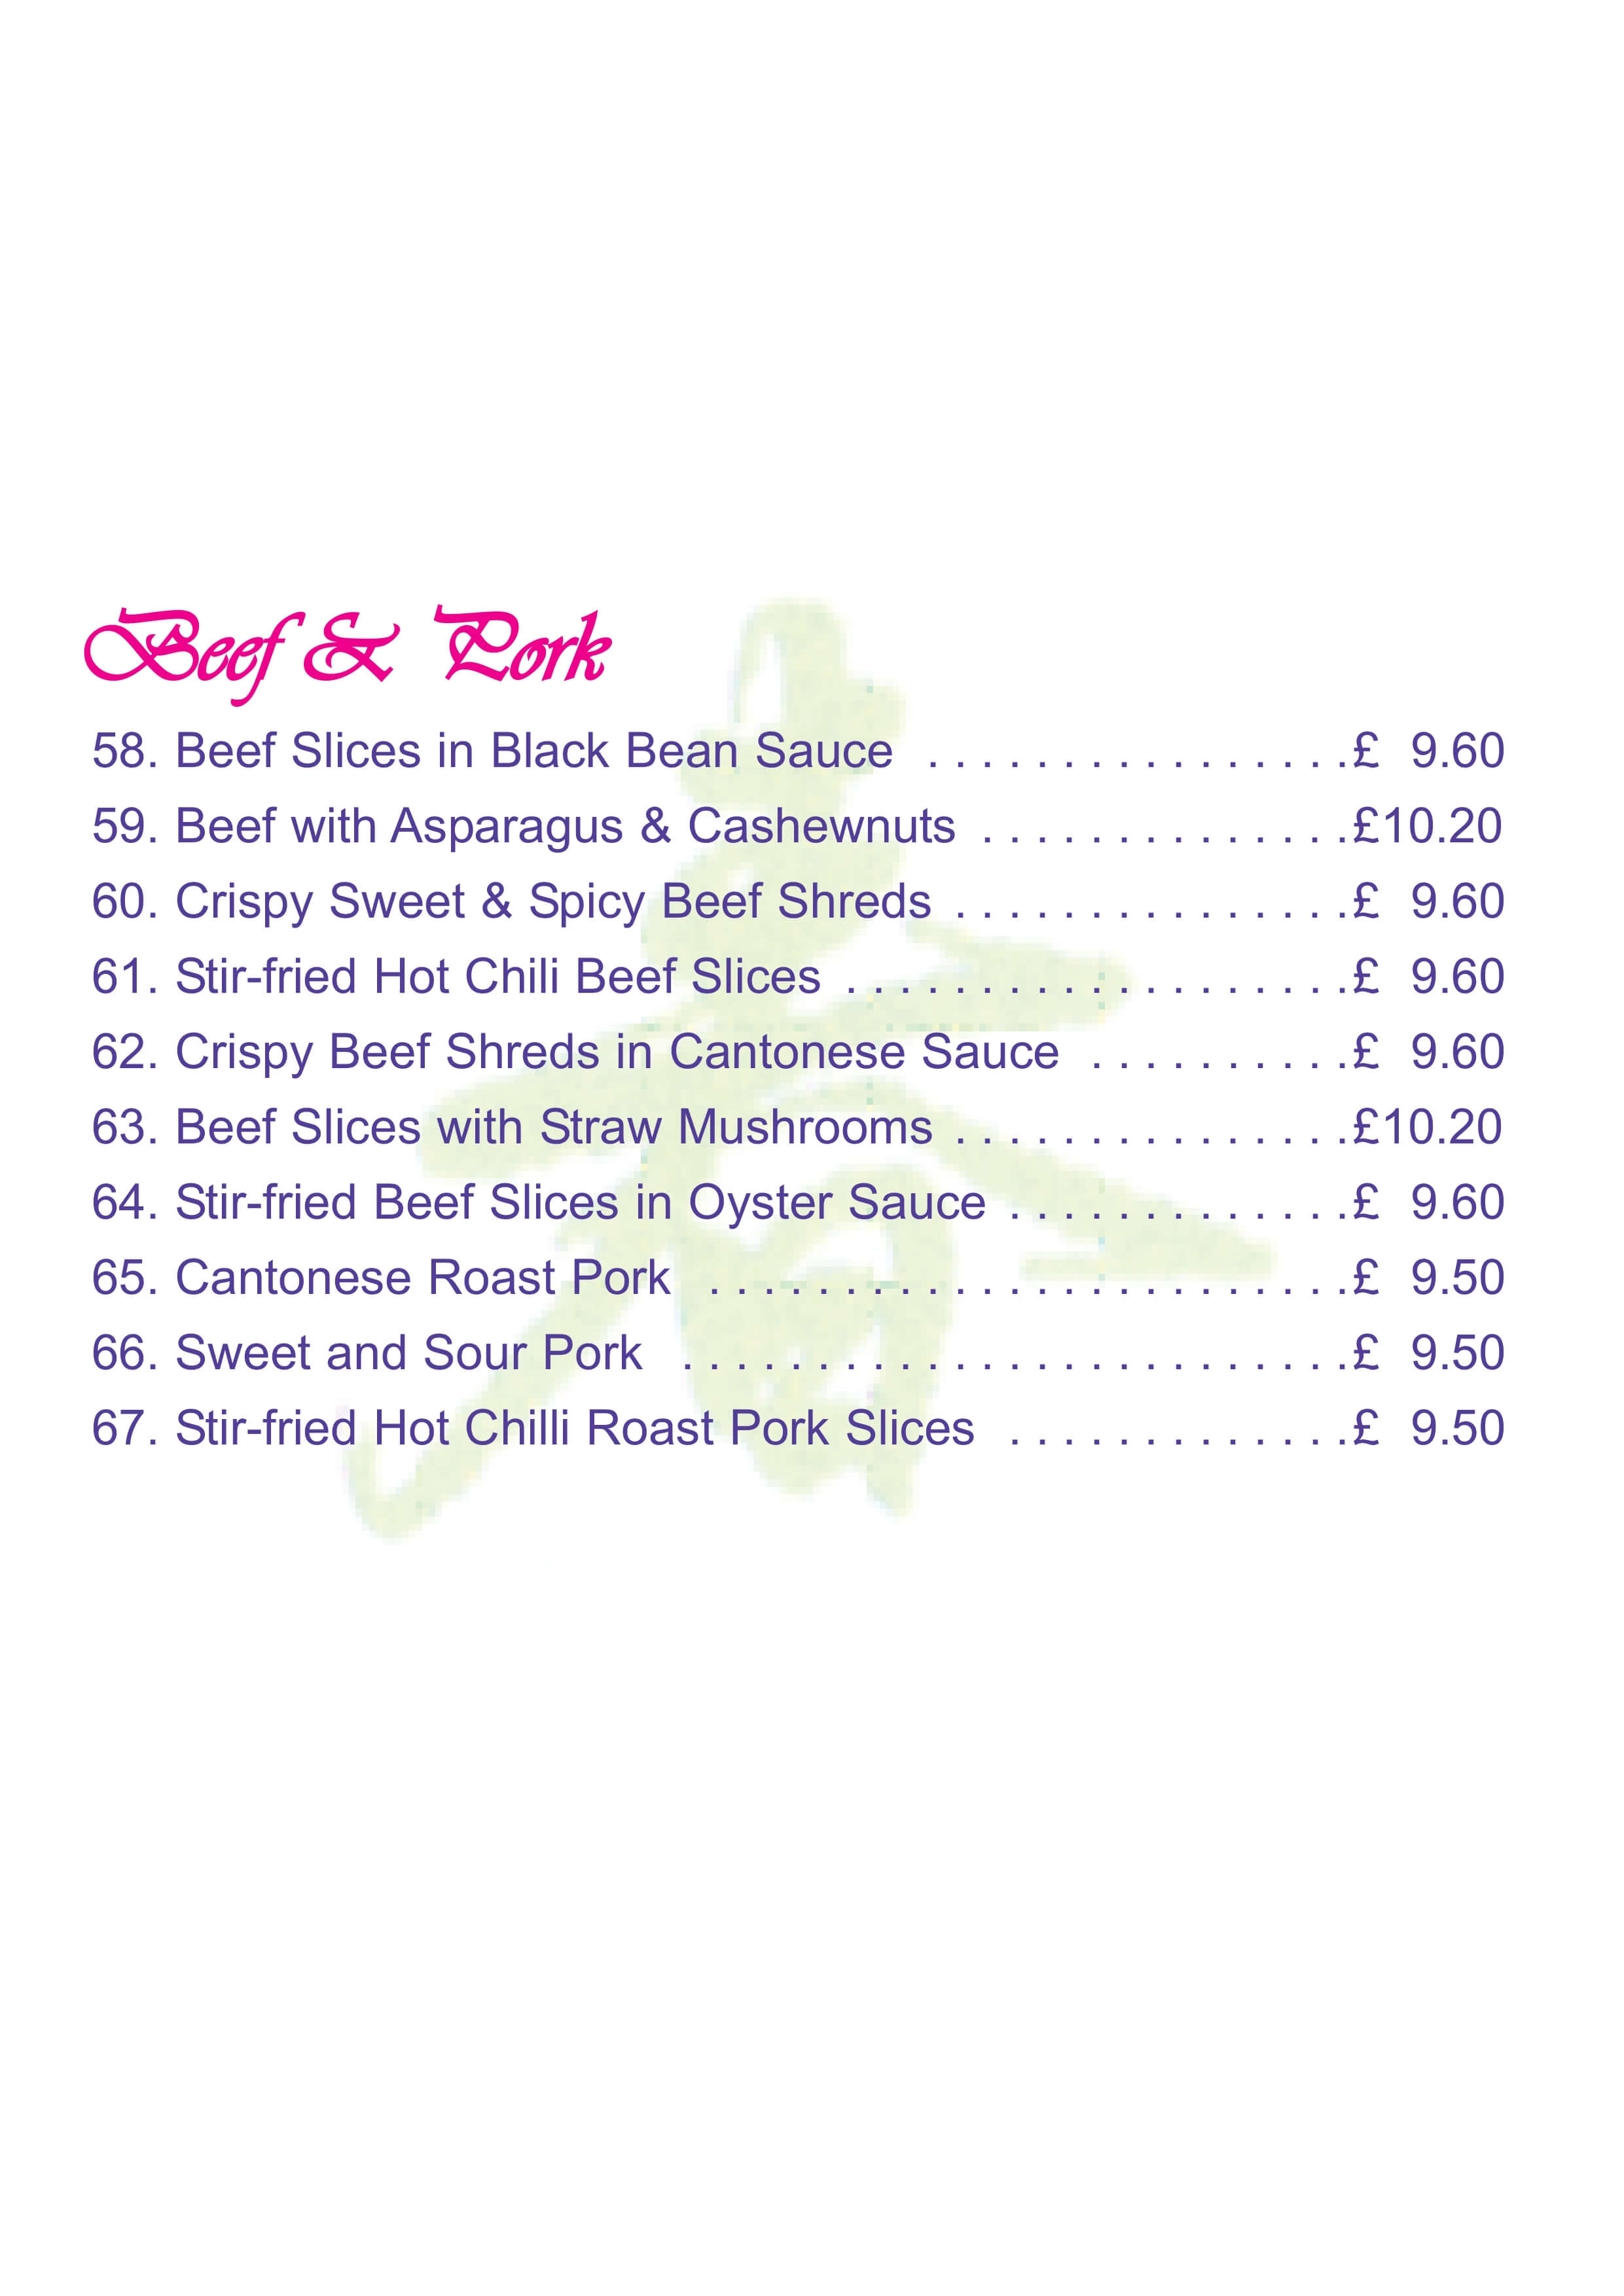 Beef & Pork
58. Beef Slices in Black Bean Sauce . . . . . . . . . . . . . . . .£ 9.60
59. Beef with Asparagus & Cashewnuts . . . . . . . . . . . . . .£10.20
60. Crispy Sweet & Spicy Beef Shreds . . . . . . . . . . . . . . .£ 9.60
61. Stir-fried Hot Chili Beef Slices . . . . . . . . . . . . . . . . . . .£ 9.60
62. Crispy Beef Shreds in Cantonese Sauce . . . . . . . . . .£ 9.60
63. Beef Slices with Straw Mushrooms . . . . . . . . . . . . . . .£10.20
64. Stir-fried Beef Slices in Oyster Sauce . . . . . . . . . . . . .£ 9.60
65. Cantonese Roast Pork . . . . . . . . . . . . . . . . . . . . . . . .£ 9.50
66. Sweet and Sour Pork . . . . . . . . . . . . . . . . . . . . . . . . .£ 9.50
67. Stir-fried Hot Chilli Roast Pork Slices . . . . . . . . . . . . .£ 9.50